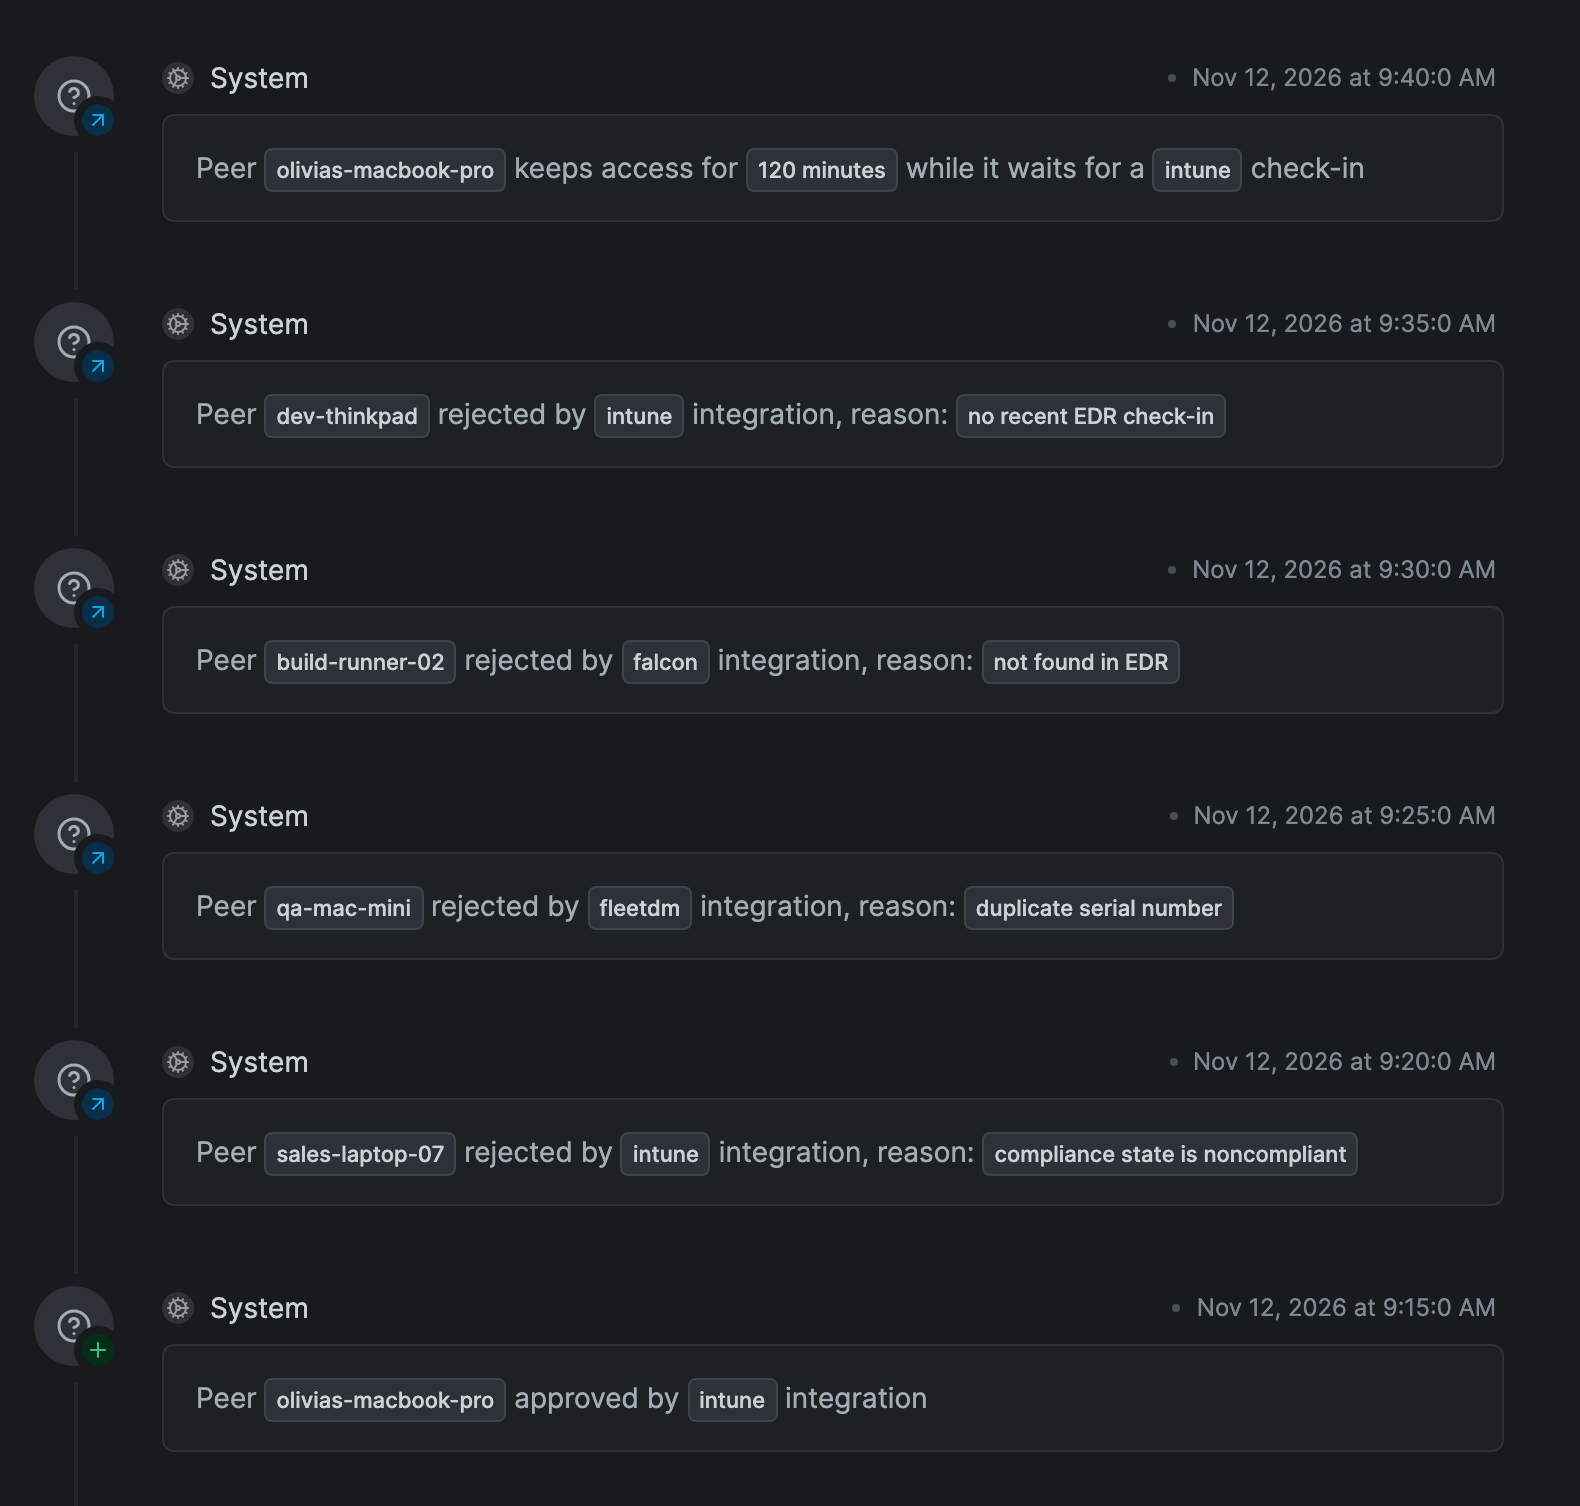 System
Nov 12, 2026 at 9:40:0 AM
Peer olivias-macbook-pro keeps access for 120 minutes while it waits for a intune check-in
System
Nov 12, 2026 at 9:35:0 AM
Peer dev-thinkpad rejected by intune integration, reason: no recent EDR check-in
System
Nov 12, 2026 at 9:30:0 AM
Peer build-runner-02 rejected by falcon integration, reason: not found in EDR
System
Nov 12, 2026 at 9:25:0 AM
Peer qa-mac-mini rejected by fleetdm integration, reason: duplicate serial number
System
Nov 12, 2026 at 9:20:0 AM
Peer sales-laptop-07 rejected by intune integration, reason: compliance state is noncompliant
System
Nov 12, 2026 at 9:15:0 AM
Peer olivias-macbook-pro approved by intune integration